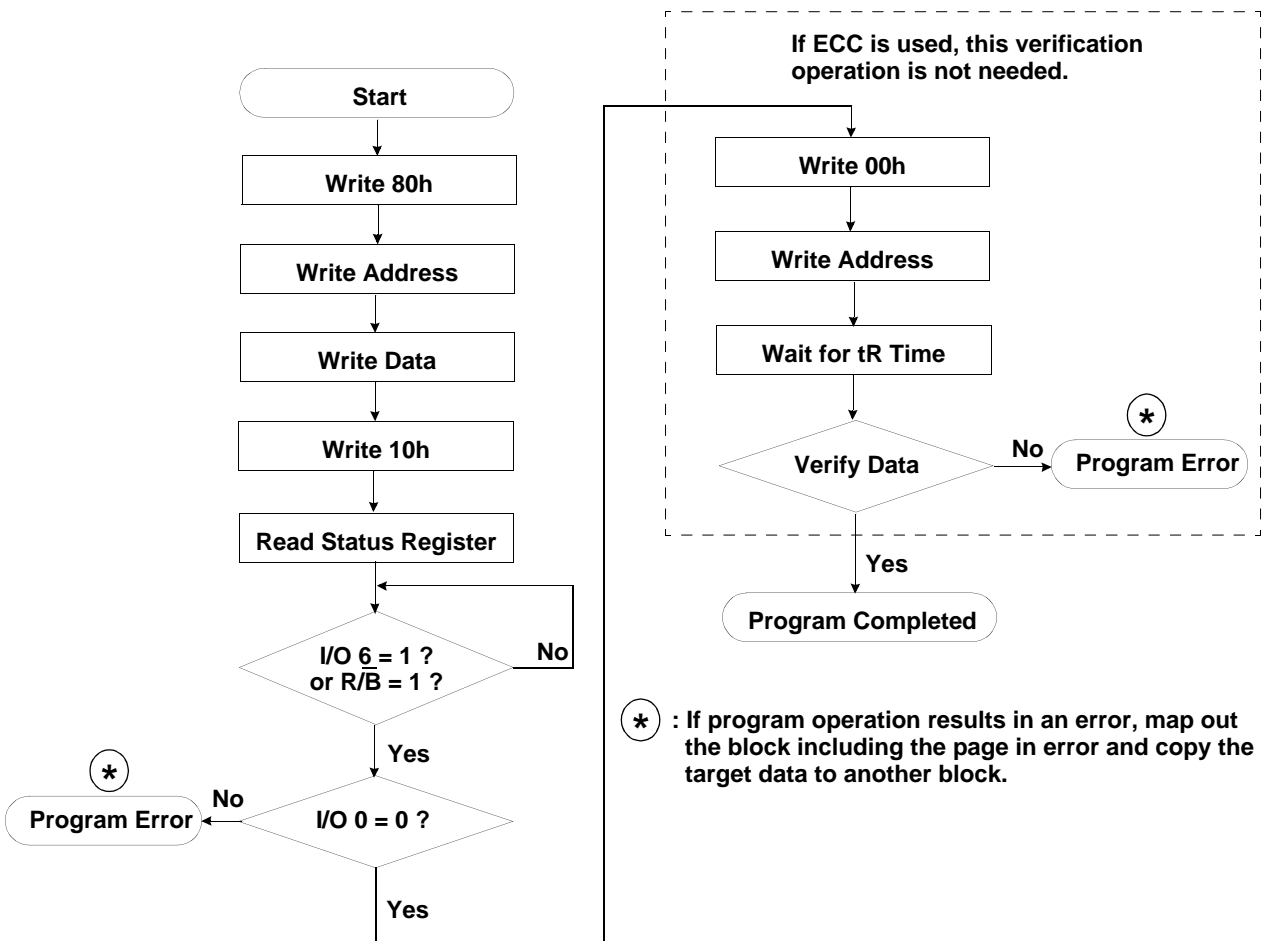 Start
Write 80h
Write Address
Write Data
Write 10h
Read Status Register
I/O 6 = 1 ?
or R/B̅ = 1 ?
No
Yes
*
No
Program Error
I/O 0 = 0 ?
Yes
If ECC is used, this verification
operation is not needed.
Write 00h
Write Address
Wait for tR Time
*
Verify Data
No
Program Error
Yes
Program Completed
* : If program operation results in an error, map out
the block including the page in error and copy the
target data to another block.